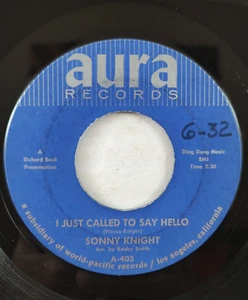 aura
RECORDS
6-32
A
Richard Bock
Presentation
Ding Dong Music
BMI
Time 2:30
I JUST CALLED TO SAY HELLO
SONNY KNIGHT
Arr. by Bobby Smith
A-403
a subsidiary of world-pacific records / los angeles, california